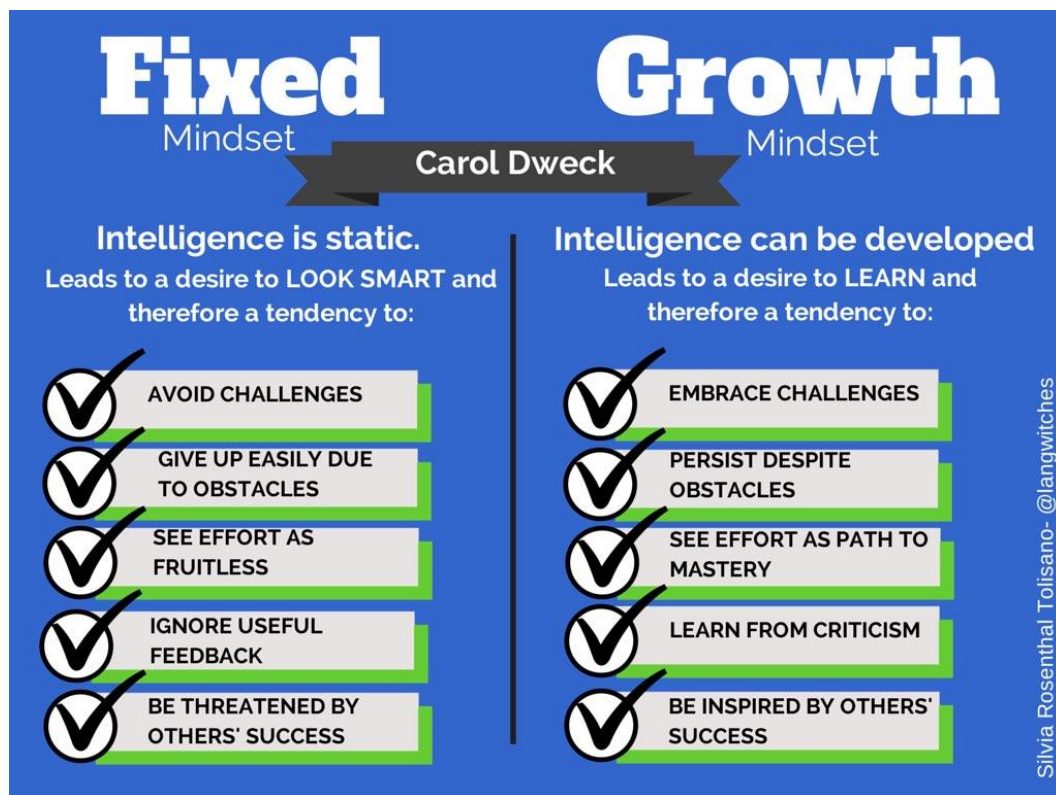 Fixed
Mindset
Growth
Mindset
Carol Dweck
Intelligence is static.
Leads to a desire to LOOK SMART and
therefore a tendency to:
AVOID CHALLENGES
GIVE UP EASILY DUE
TO OBSTACLES
SEE EFFORT AS
FRUITLESS
IGNORE USEFUL
FEEDBACK
BE THREATENED BY
OTHERS' SUCCESS
Intelligence can be developed
Leads to a desire to LEARN and
therefore a tendency to:
EMBRACE CHALLENGES
PERSIST DESPITE
OBSTACLES
SEE EFFORT AS PATH TO
MASTERY
LEARN FROM CRITICISM
BE INSPIRED BY OTHERS'
SUCCESS
Silvia Rosenthal Tolisano- @langwitches